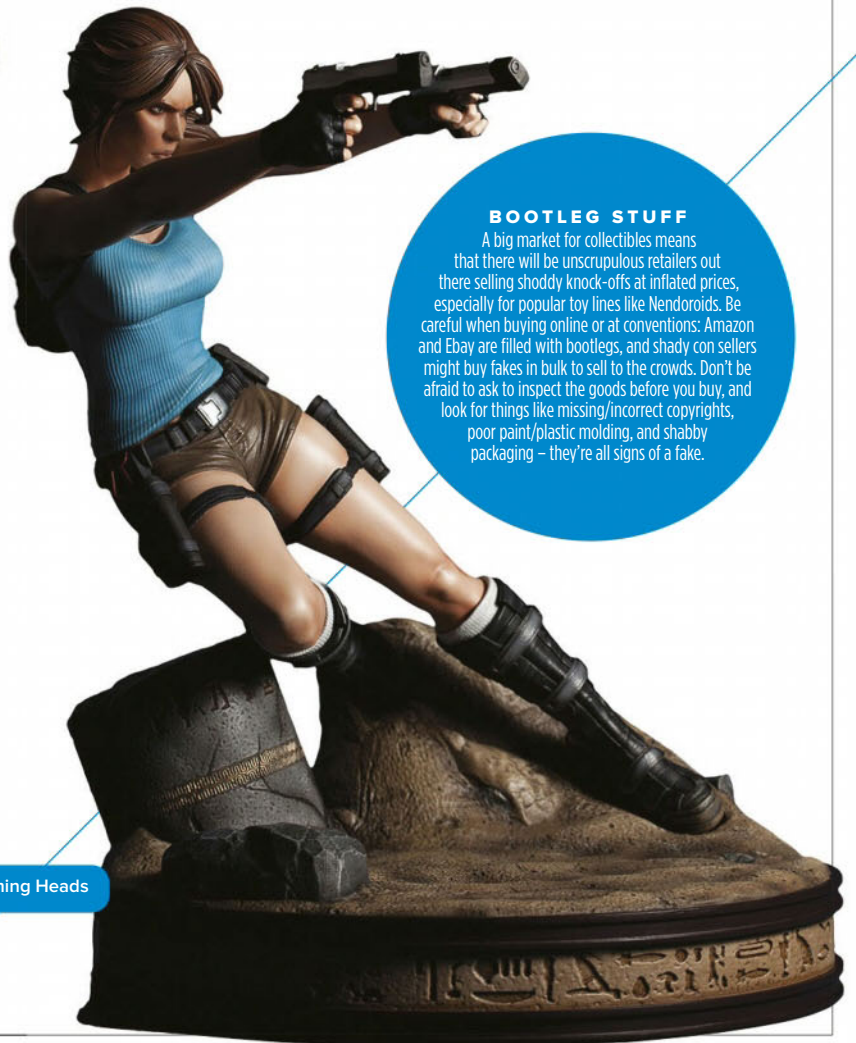 BOOTLEG STUFF
A big market for collectibles means
that there will be unscrupulous retailers out
there selling shoddy knock-offs at inflated prices,
especially for popular toy lines like Nendoroids. Be
careful when buying online or at conventions: Amazon
and Ebay are filled with bootlegs, and shady con sellers
might buy fakes in bulk to sell to the crowds. Don’t be
afraid to ask to inspect the goods before you buy, and
look for things like missing/incorrect copyrights,
poor paint/plastic molding, and shabby
packaging – they’re all signs of a fake.
Heads